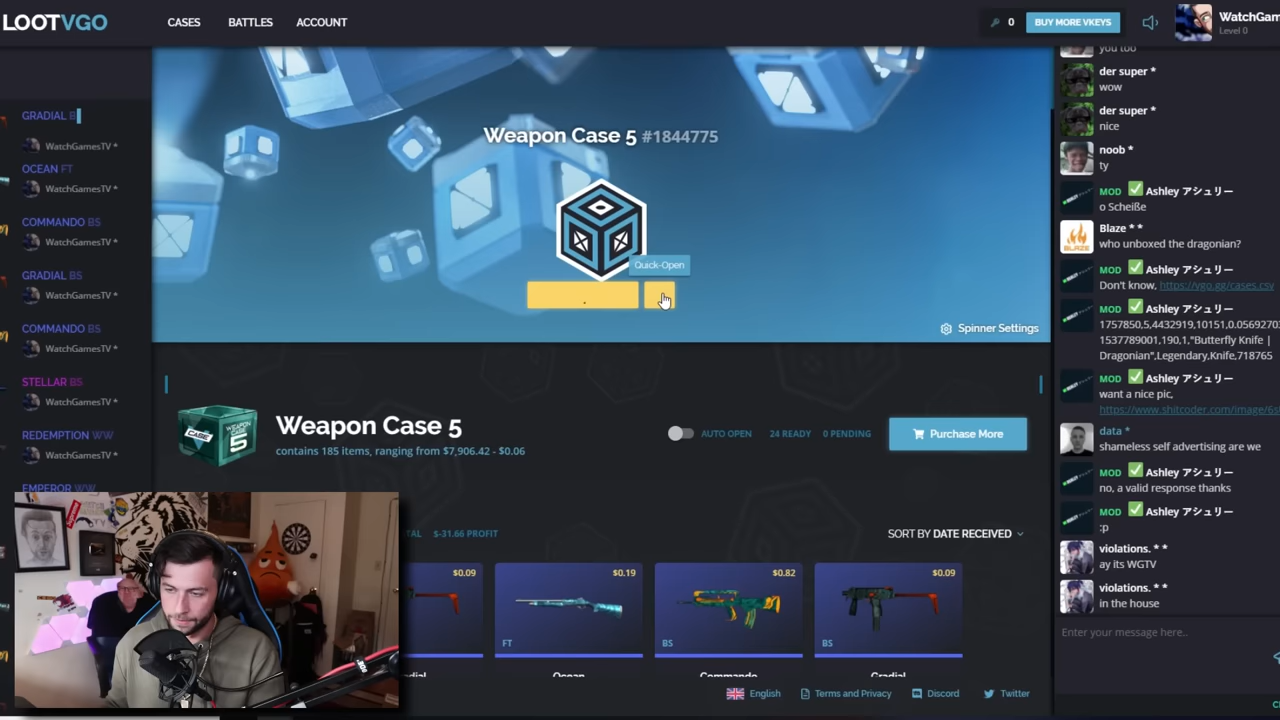 LOOTVGO
CASES
BATTLES
ACCOUNT
0
BUY MORE VKEYS
WatchGam
Level 0
GRADIAL B
WatchGamesTV *
OCEAN FT
WatchGamesTV *
COMMANDO BS
WatchGamesTV *
GRADIAL BS
WatchGamesTV *
COMMANDO BS
WatchGamesTV *
STELLAR BS
WatchGamesTV *
REDEMPTION WW
WatchGamesTV *
EMPEROR WW
Weapon Case 5 #1844775
Quick-Open
Spinner Settings
CASE
WEAPON CASE 5
Weapon Case 5
contains 185 items, ranging from $7,906.42 - $0.06
AUTO OPEN
24 READY
0 PENDING
Purchase More
TAL
$-31.66 PROFIT
SORT BY DATE RECEIVED
$0.09
$0.19
FT
Ocean
$0.82
BS
Commando
$0.09
BS
Gradial
English
Terms and Privacy
Discord
Twitter
you too
der super *
wow
der super *
nice
noob *
ty
MOD ✅ Ashley アシュリー
o Scheiße
BLAZE
Blaze * *
who unboxed the dragonian?
MOD ✅ Ashley アシュリー
Don't know, https://vgo.gg/cases.csv
MOD ✅ Ashley アシュリー
1757850,5,4432919,10151,0.0569270
1537789001,190,1,"Butterfly Knife |
Dragonian",Legendary,Knife,718765
MOD ✅ Ashley アシュリー
want a nice pic,
https://www.shitcoder.com/image/6s
data *
shameless self advertising are we
MOD ✅ Ashley アシュリー
no, a valid response thanks
MOD ✅ Ashley アシュリー
:p
violations. * *
ay its WGTV
violations. * *
in the house
Enter your message here..